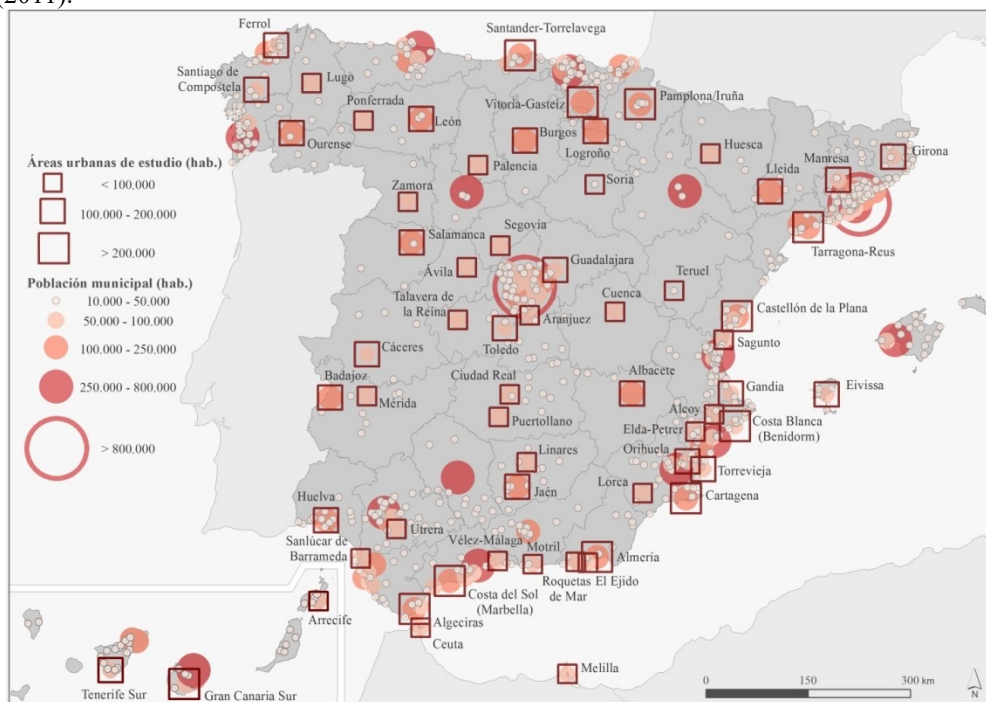 (2011).
Ferrol
Santander-Torrelavega
Santiago de
Compostela
Lugo
Ponferrada
León
Vitoria-Gasteiz
Pamplona/Iruña
Burgos
Logroño
Ourense
Palencia
Huesca
Lleida
Manresa
Girona
Soria
Zamora
Tarragona-Reus
Áreas urbanas de estudio (hab.)
< 100.000
100.000 - 200.000
> 200.000
Población municipal (hab.)
10.000 - 50.000
50.000 - 100.000
100.000 - 250.000
250.000 - 800.000
> 800.000
Salamanca
Segovia
Guadalajara
Ávila
Teruel
Talavera de
la Reina
Cuenca
Castellón de la Plana
Aranjuez
Toledo
Sagunto
Cáceres
Badajoz
Mérida
Ciudad Real
Albacete
Gandía
Eivissa
Puertollano
Alcoy
Costa Blanca
(Benidorm)
Elda-Petrer
Linares
Orihuela
Torrevieja
Jaén
Lorca
Cartagena
Huelva
Utrera
Sanlúcar de
Barrameda
Vélez-Málaga
Motril
Almería
Roquetas
de Mar
El Ejido
Costa del Sol
(Marbella)
Algeciras
Ceuta
Arrecife
Melilla
Tenerife Sur
Gran Canaria Sur
0 150 300 km
N